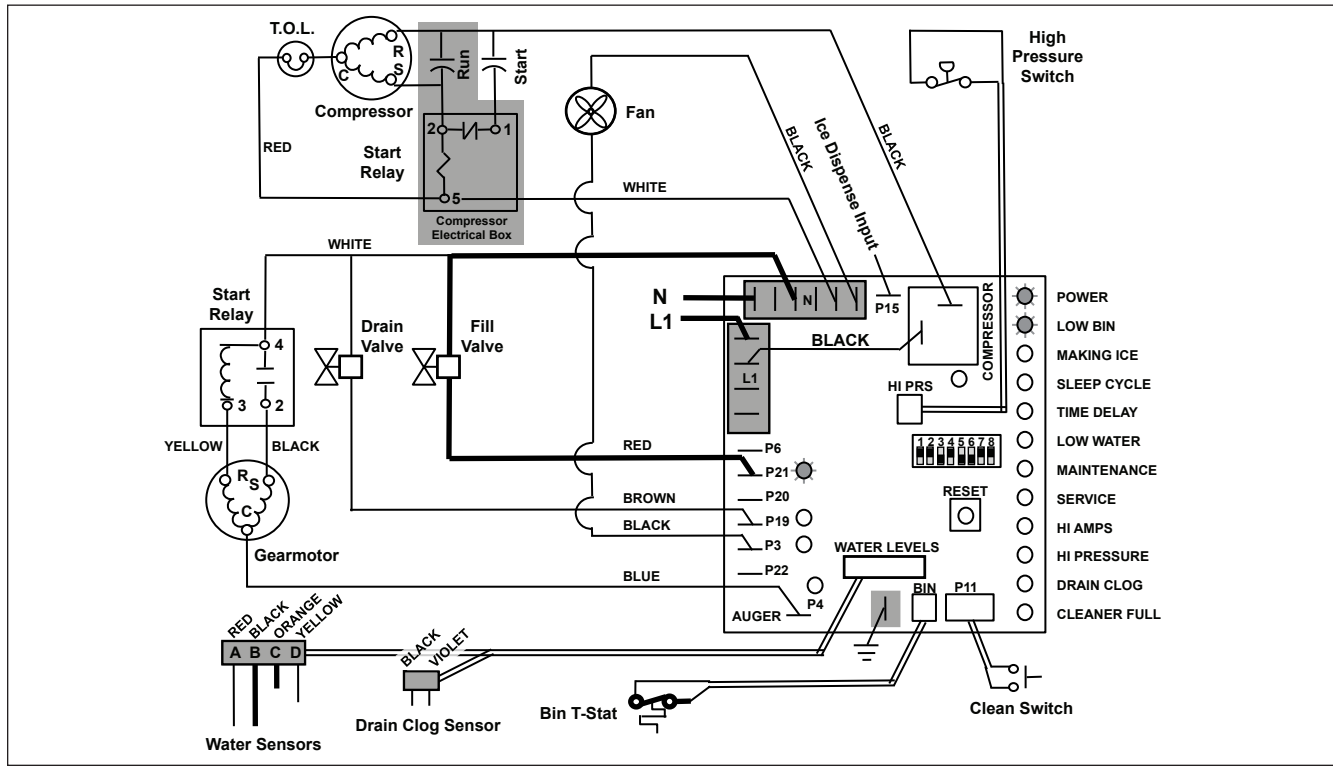 T.O.L.
R
S
C
Compressor
Run
Start
2
1
Start
Relay
5
Compressor
Electrical Box
RED
Fan
BLACK
Ice Dispense Input
BLACK
High
Pressure
Switch
WHITE
WHITE
Start
Relay
4
3
2
YELLOW
BLACK
R
S
C
Gearmotor
Drain
Valve
Fill
Valve
N
L1
N
P15
BLACK
L1
COMPRESSOR
HI PRS
1 2 3 4 5 6 7 8
RESET
RED
BROWN
BLACK
BLUE
P6
P21
P20
P19
P3
P22
P4
AUGER
WATER LEVELS
BIN
P11
POWER
LOW BIN
MAKING ICE
SLEEP CYCLE
TIME DELAY
LOW WATER
MAINTENANCE
SERVICE
HI AMPS
HI PRESSURE
DRAIN CLOG
CLEANER FULL
RED
BLACK
ORANGE
YELLOW
A B C D
Water Sensors
BLACK
VIOLET
Drain Clog Sensor
Bin T-Stat
Clean Switch